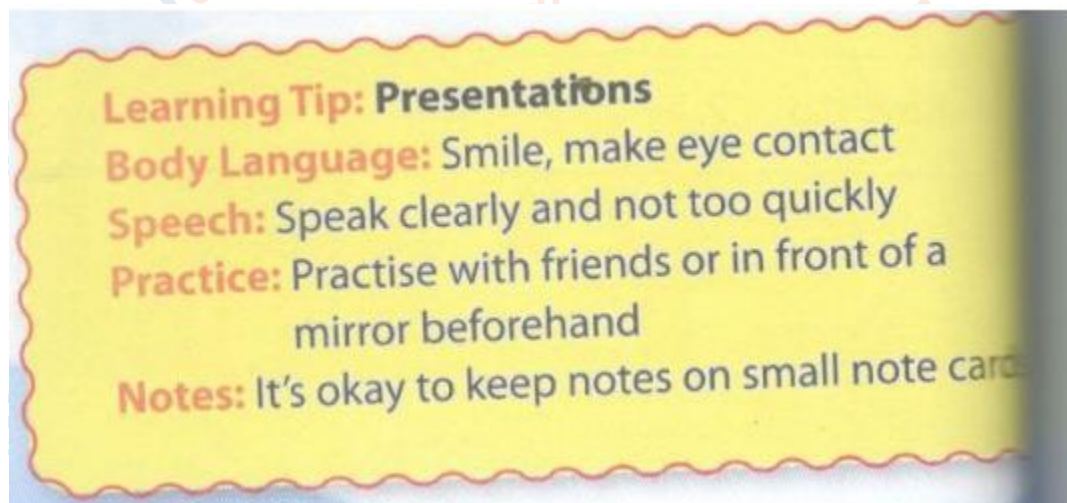 Learning Tip: Presentations
Body Language: Smile, make eye contact
Speech: Speak clearly and not too quickly
Practice: Practise with friends or in front of a
mirror beforehand
Notes: It's okay to keep notes on small note